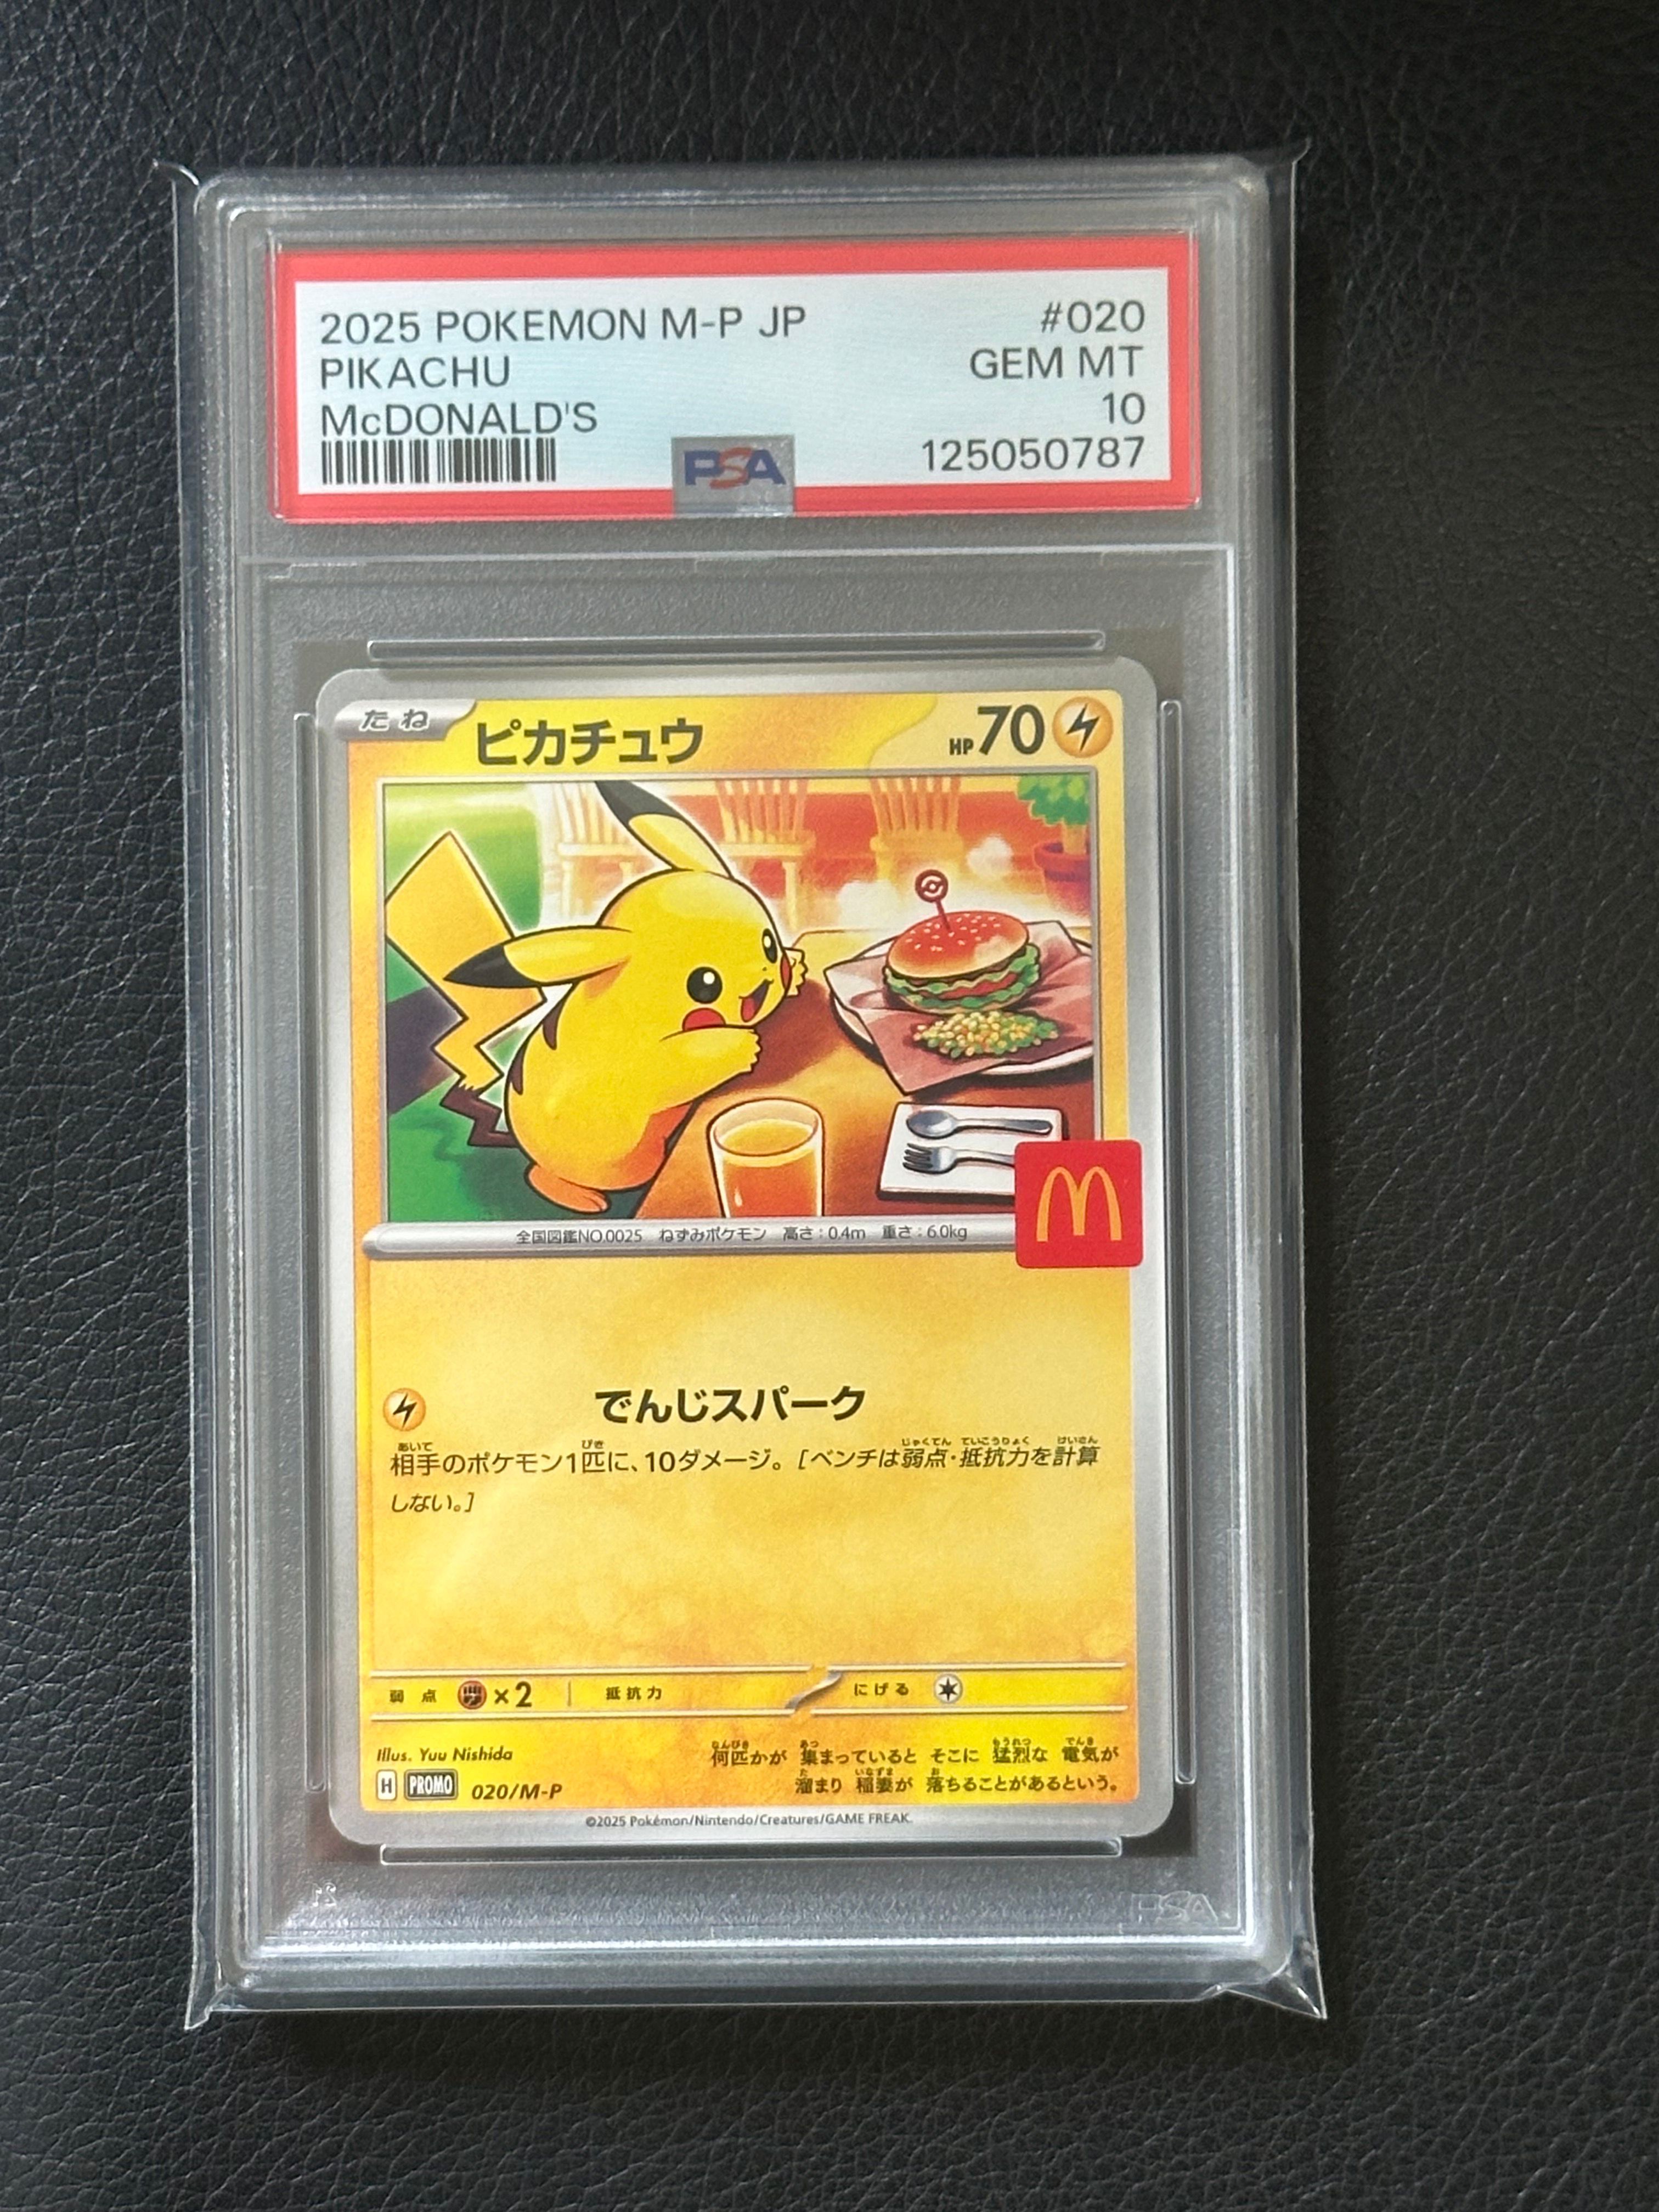 2025 POKEMON M-P JP #020
PIKACHU GEM MT
McDONALD'S 10
125050787
PSA
たね ピカチュウ HP70
全国図鑑NO.0025 ねずみポケモン 高さ：0.4m 重さ：6.0kg
M
でんじスパーク
相手のポケモン1匹に、10ダメージ。［ベンチは弱点・抵抗力を計算
しない。］
弱点 ×2 抵抗力 にげる
Illus. Yuu Nishida
何匹かが 集まっていると そこに 猛烈な 電気が
溜まり 稲妻が 落ちることがあるという。
H PROMO 020/M-P
©2025 Pokémon/Nintendo/Creatures/GAME FREAK.
PSA